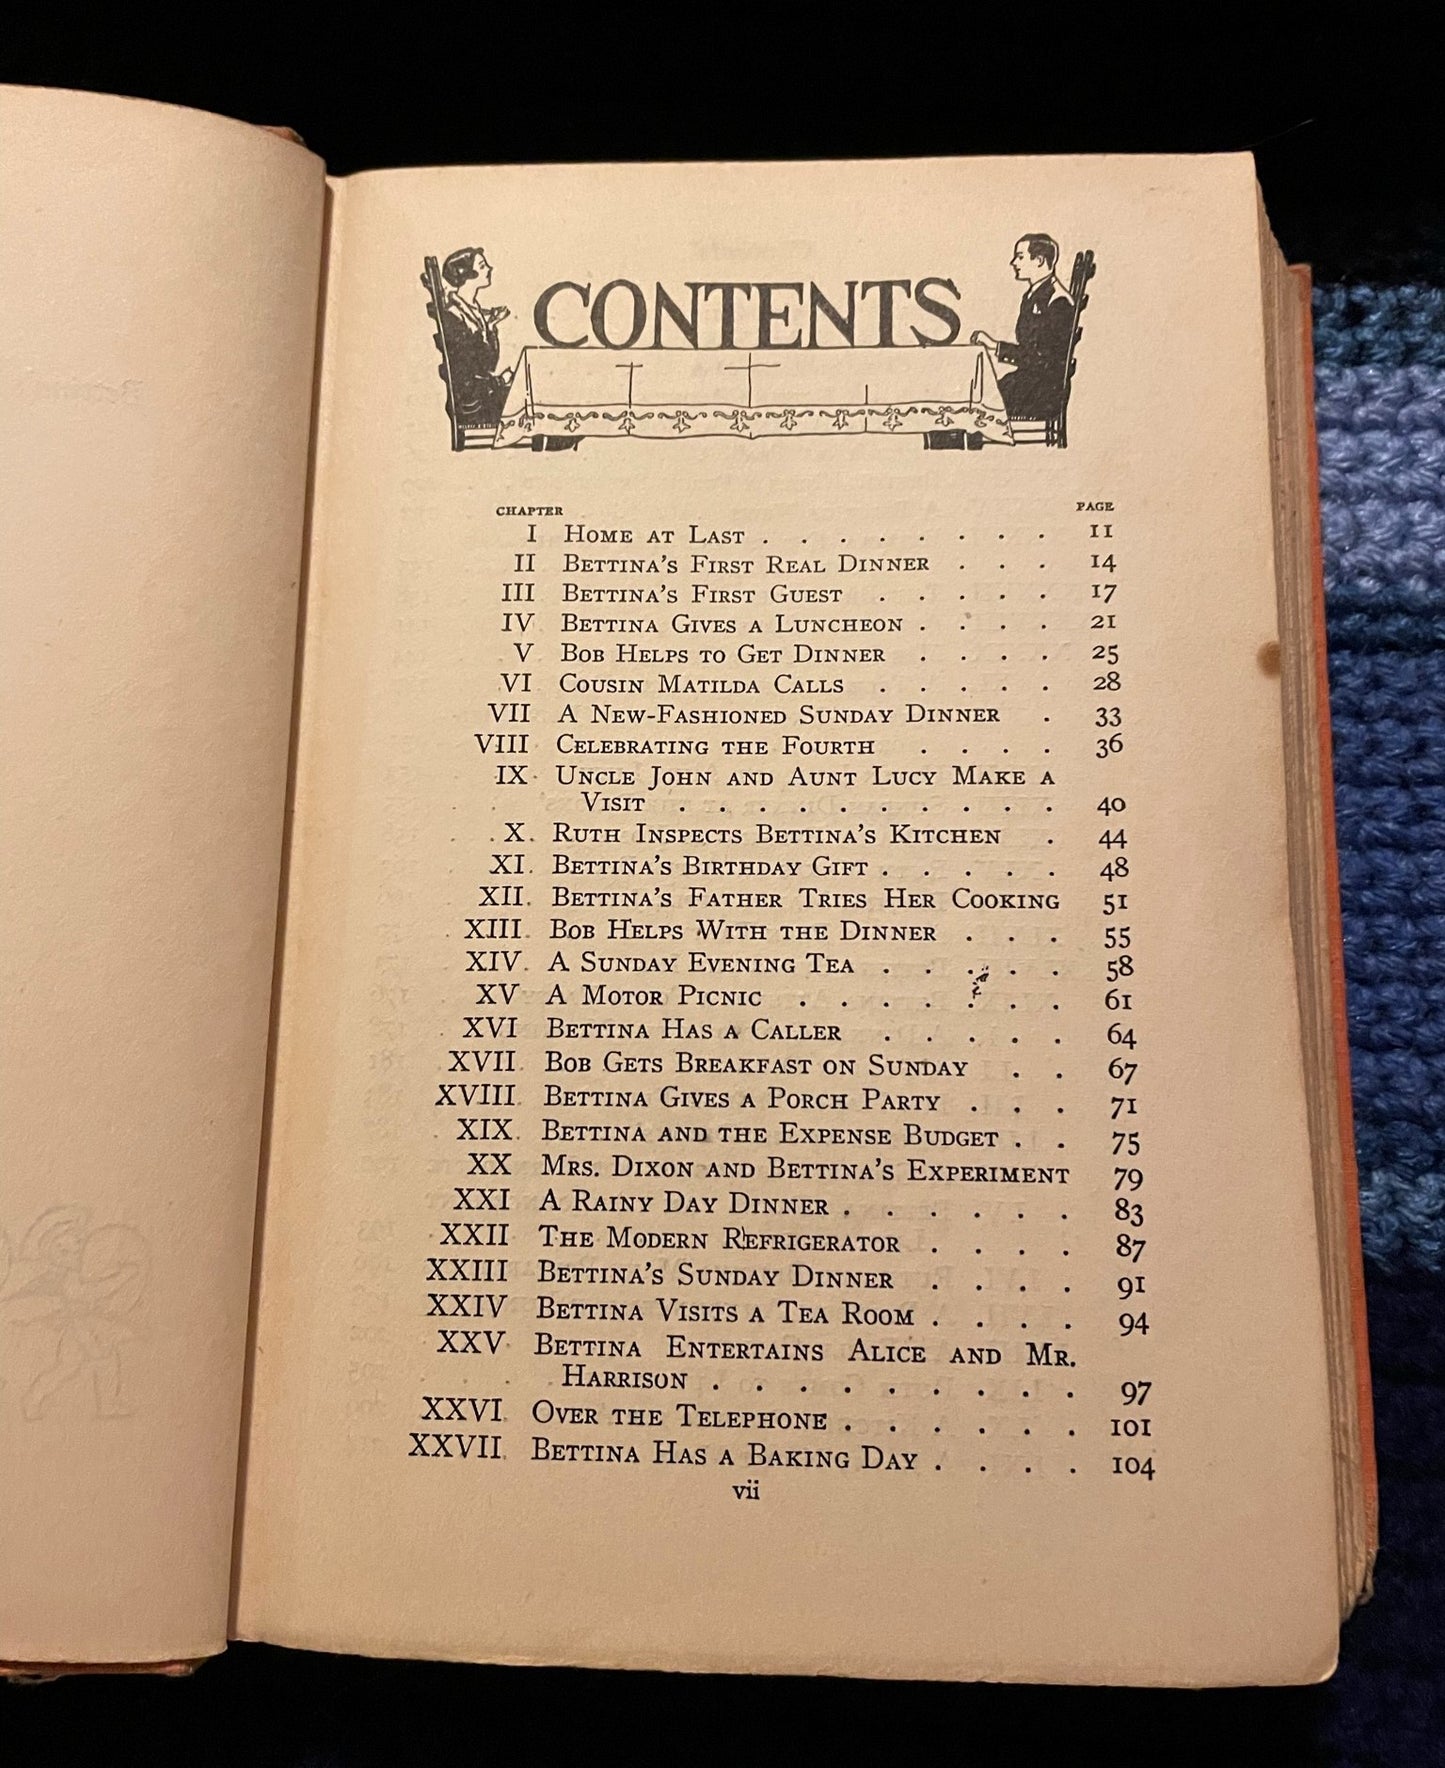 CONTENTS
CHAPTER PAGE
I HOME AT LAST . . . . . . . . 11
II BETTINA'S FIRST REAL DINNER . . . 14
III BETTINA'S FIRST GUEST . . . . . 17
IV BETTINA GIVES A LUNCHEON . . . . 21
V BOB HELPS TO GET DINNER . . . . 25
VI COUSIN MATILDA CALLS . . . . . 28
VII A NEW-FASHIONED SUNDAY DINNER . 33
VIII CELEBRATING THE FOURTH . . . . 36
IX UNCLE JOHN AND AUNT LUCY MAKE A
VISIT . . . . . . . . . . 40
X RUTH INSPECTS BETTINA'S KITCHEN . 44
XI BETTINA'S BIRTHDAY GIFT . . . . . 48
XII BETTINA'S FATHER TRIES HER COOKING 51
XIII BOB HELPS WITH THE DINNER . . . 55
XIV A SUNDAY EVENING TEA . . . . . 58
XV A MOTOR PICNIC . . . . . . . 61
XVI BETTINA HAS A CALLER . . . . . 64
XVII BOB GETS BREAKFAST ON SUNDAY . . 67
XVIII BETTINA GIVES A PORCH PARTY . . . 71
XIX BETTINA AND THE EXPENSE BUDGET . . 75
XX MRS. DIXON AND BETTINA'S EXPERIMENT 79
XXI A RAINY DAY DINNER . . . . . . 83
XXII THE MODERN REFRIGERATOR . . . . 87
XXIII BETTINA'S SUNDAY DINNER . . . . 91
XXIV BETTINA VISITS A TEA ROOM . . . . 94
XXV BETTINA ENTERTAINS ALICE AND MR.
HARRISON . . . . . . . . . 97
XXVI OVER THE TELEPHONE . . . . . . 101
XXVII BETTINA HAS A BAKING DAY . . . . 104
vii